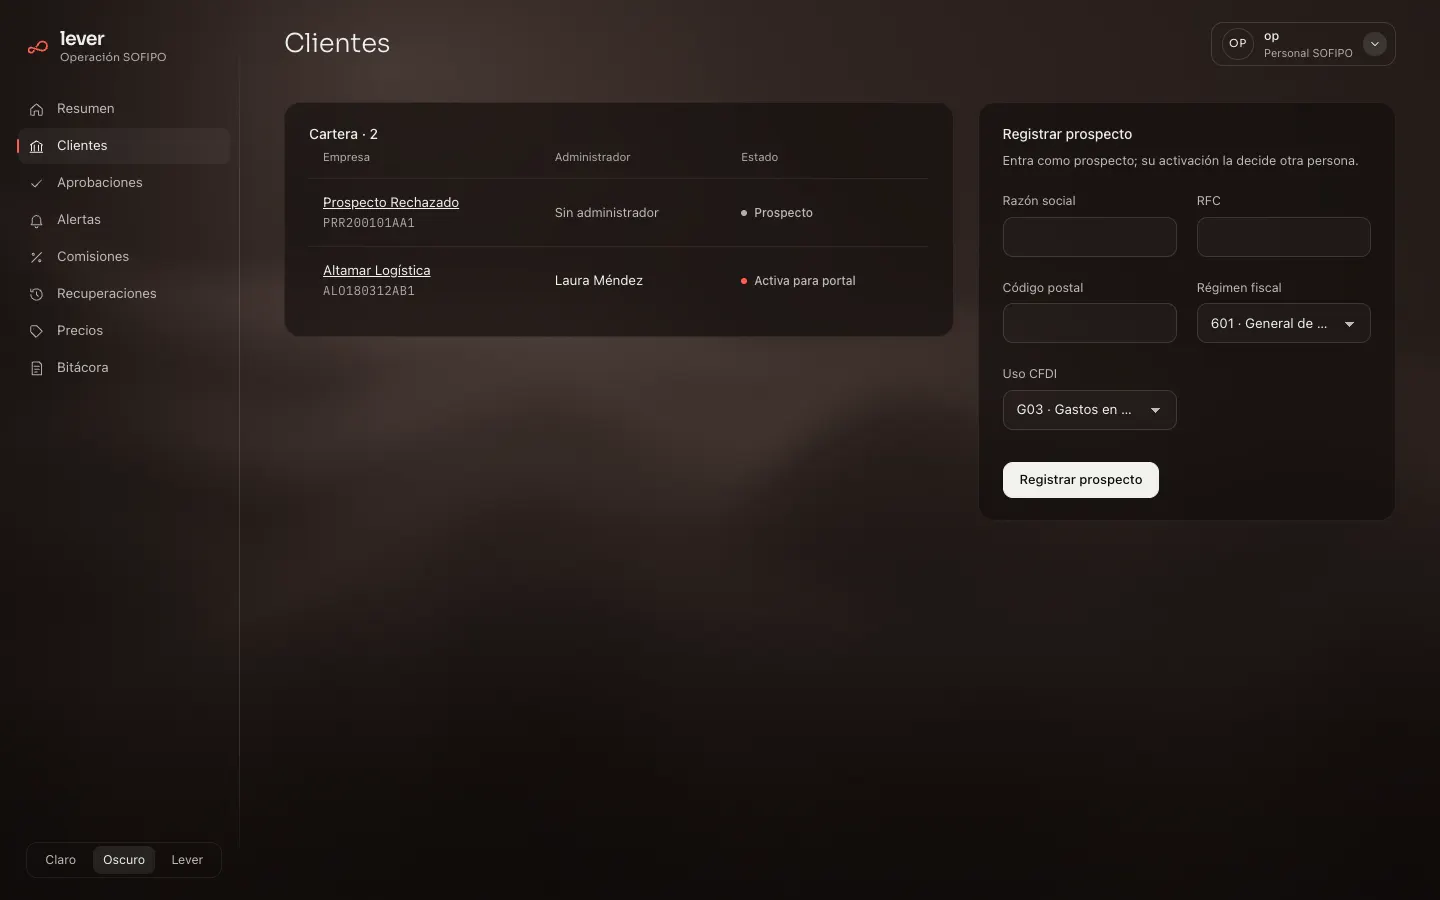 lever
Operación SOFIPO
Resumen
Clientes
Aprobaciones
Alertas
Comisiones
Recuperaciones
Precios
Bitácora
Claro
Oscuro
Lever
Clientes
OP
op
Personal SOFIPO
Cartera · 2
Empresa
Administrador
Estado
Prospecto Rechazado
PRR200101AA1
Sin administrador
Prospecto
Altamar Logística
ALO180312AB1
Laura Méndez
Activa para portal
Registrar prospecto
Entra como prospecto; su activación la decide otra persona.
Razón social
RFC
Código postal
Régimen fiscal
601 · General de ...
Uso CFDI
G03 · Gastos en ...
Registrar prospecto